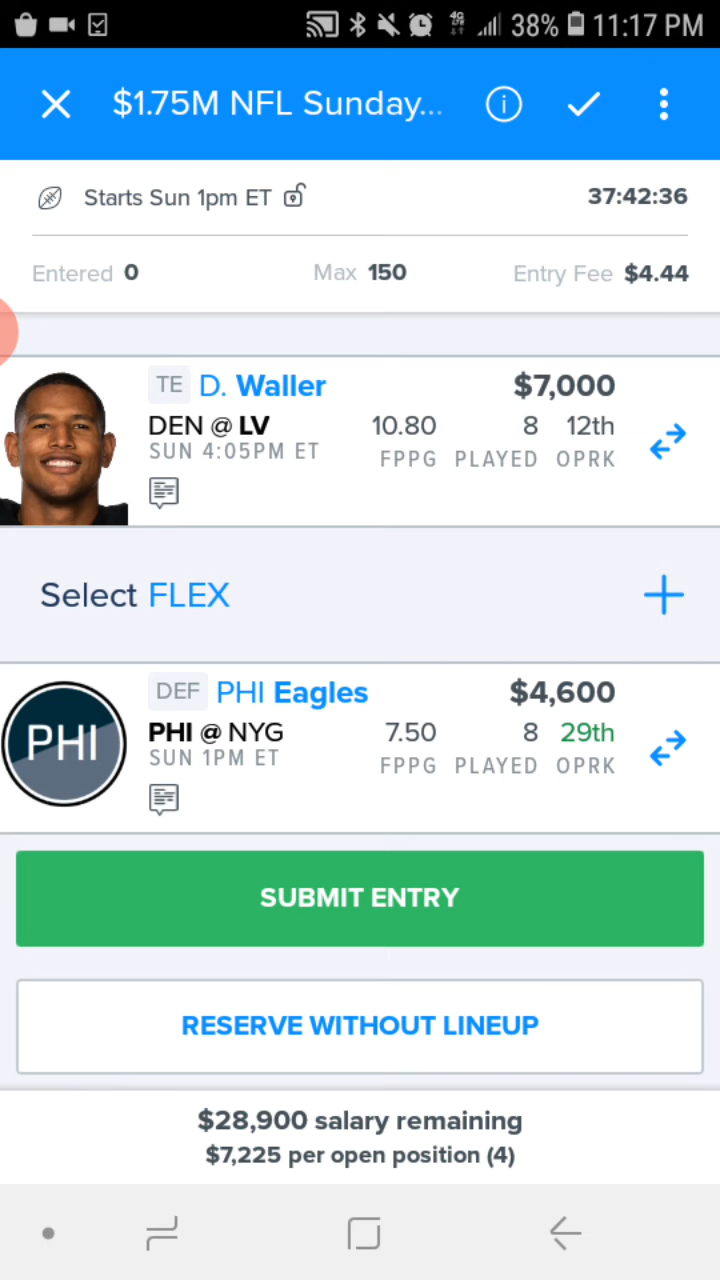 4G LTE 38% 11:17 PM
$1.75M NFL Sunday...
Starts Sun 1pm ET 37:42:36
Entered 0 Max 150 Entry Fee $4.44
TE D. Waller $7,000
DEN @ LV 10.80 8 12th
SUN 4:05PM ET FPPG PLAYED OPRK
Select FLEX
DEF PHI Eagles $4,600
PHI
PHI @ NYG 7.50 8 29th
SUN 1PM ET FPPG PLAYED OPRK
SUBMIT ENTRY
RESERVE WITHOUT LINEUP
$28,900 salary remaining
$7,225 per open position (4)